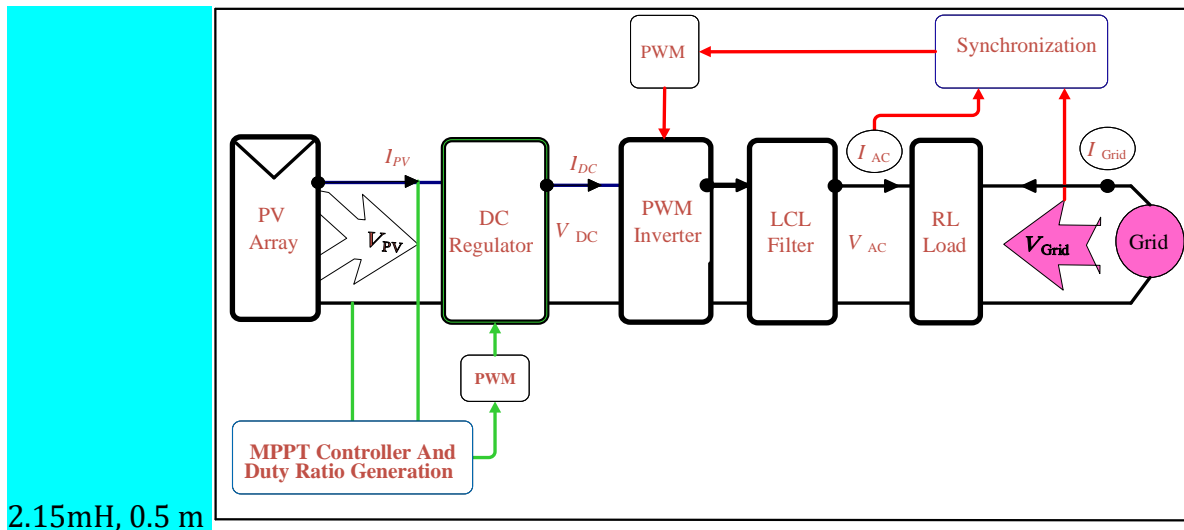 PWM
Synchronization
I PV
I DC
I AC
I Grid
PV
Array
V PV
DC
Regulator
V DC
PWM
Inverter
LCL
Filter
V AC
RL
Load
V Grid
Grid
PWM
MPPT Controller And
Duty Ratio Generation
2.15mH, 0.5 m